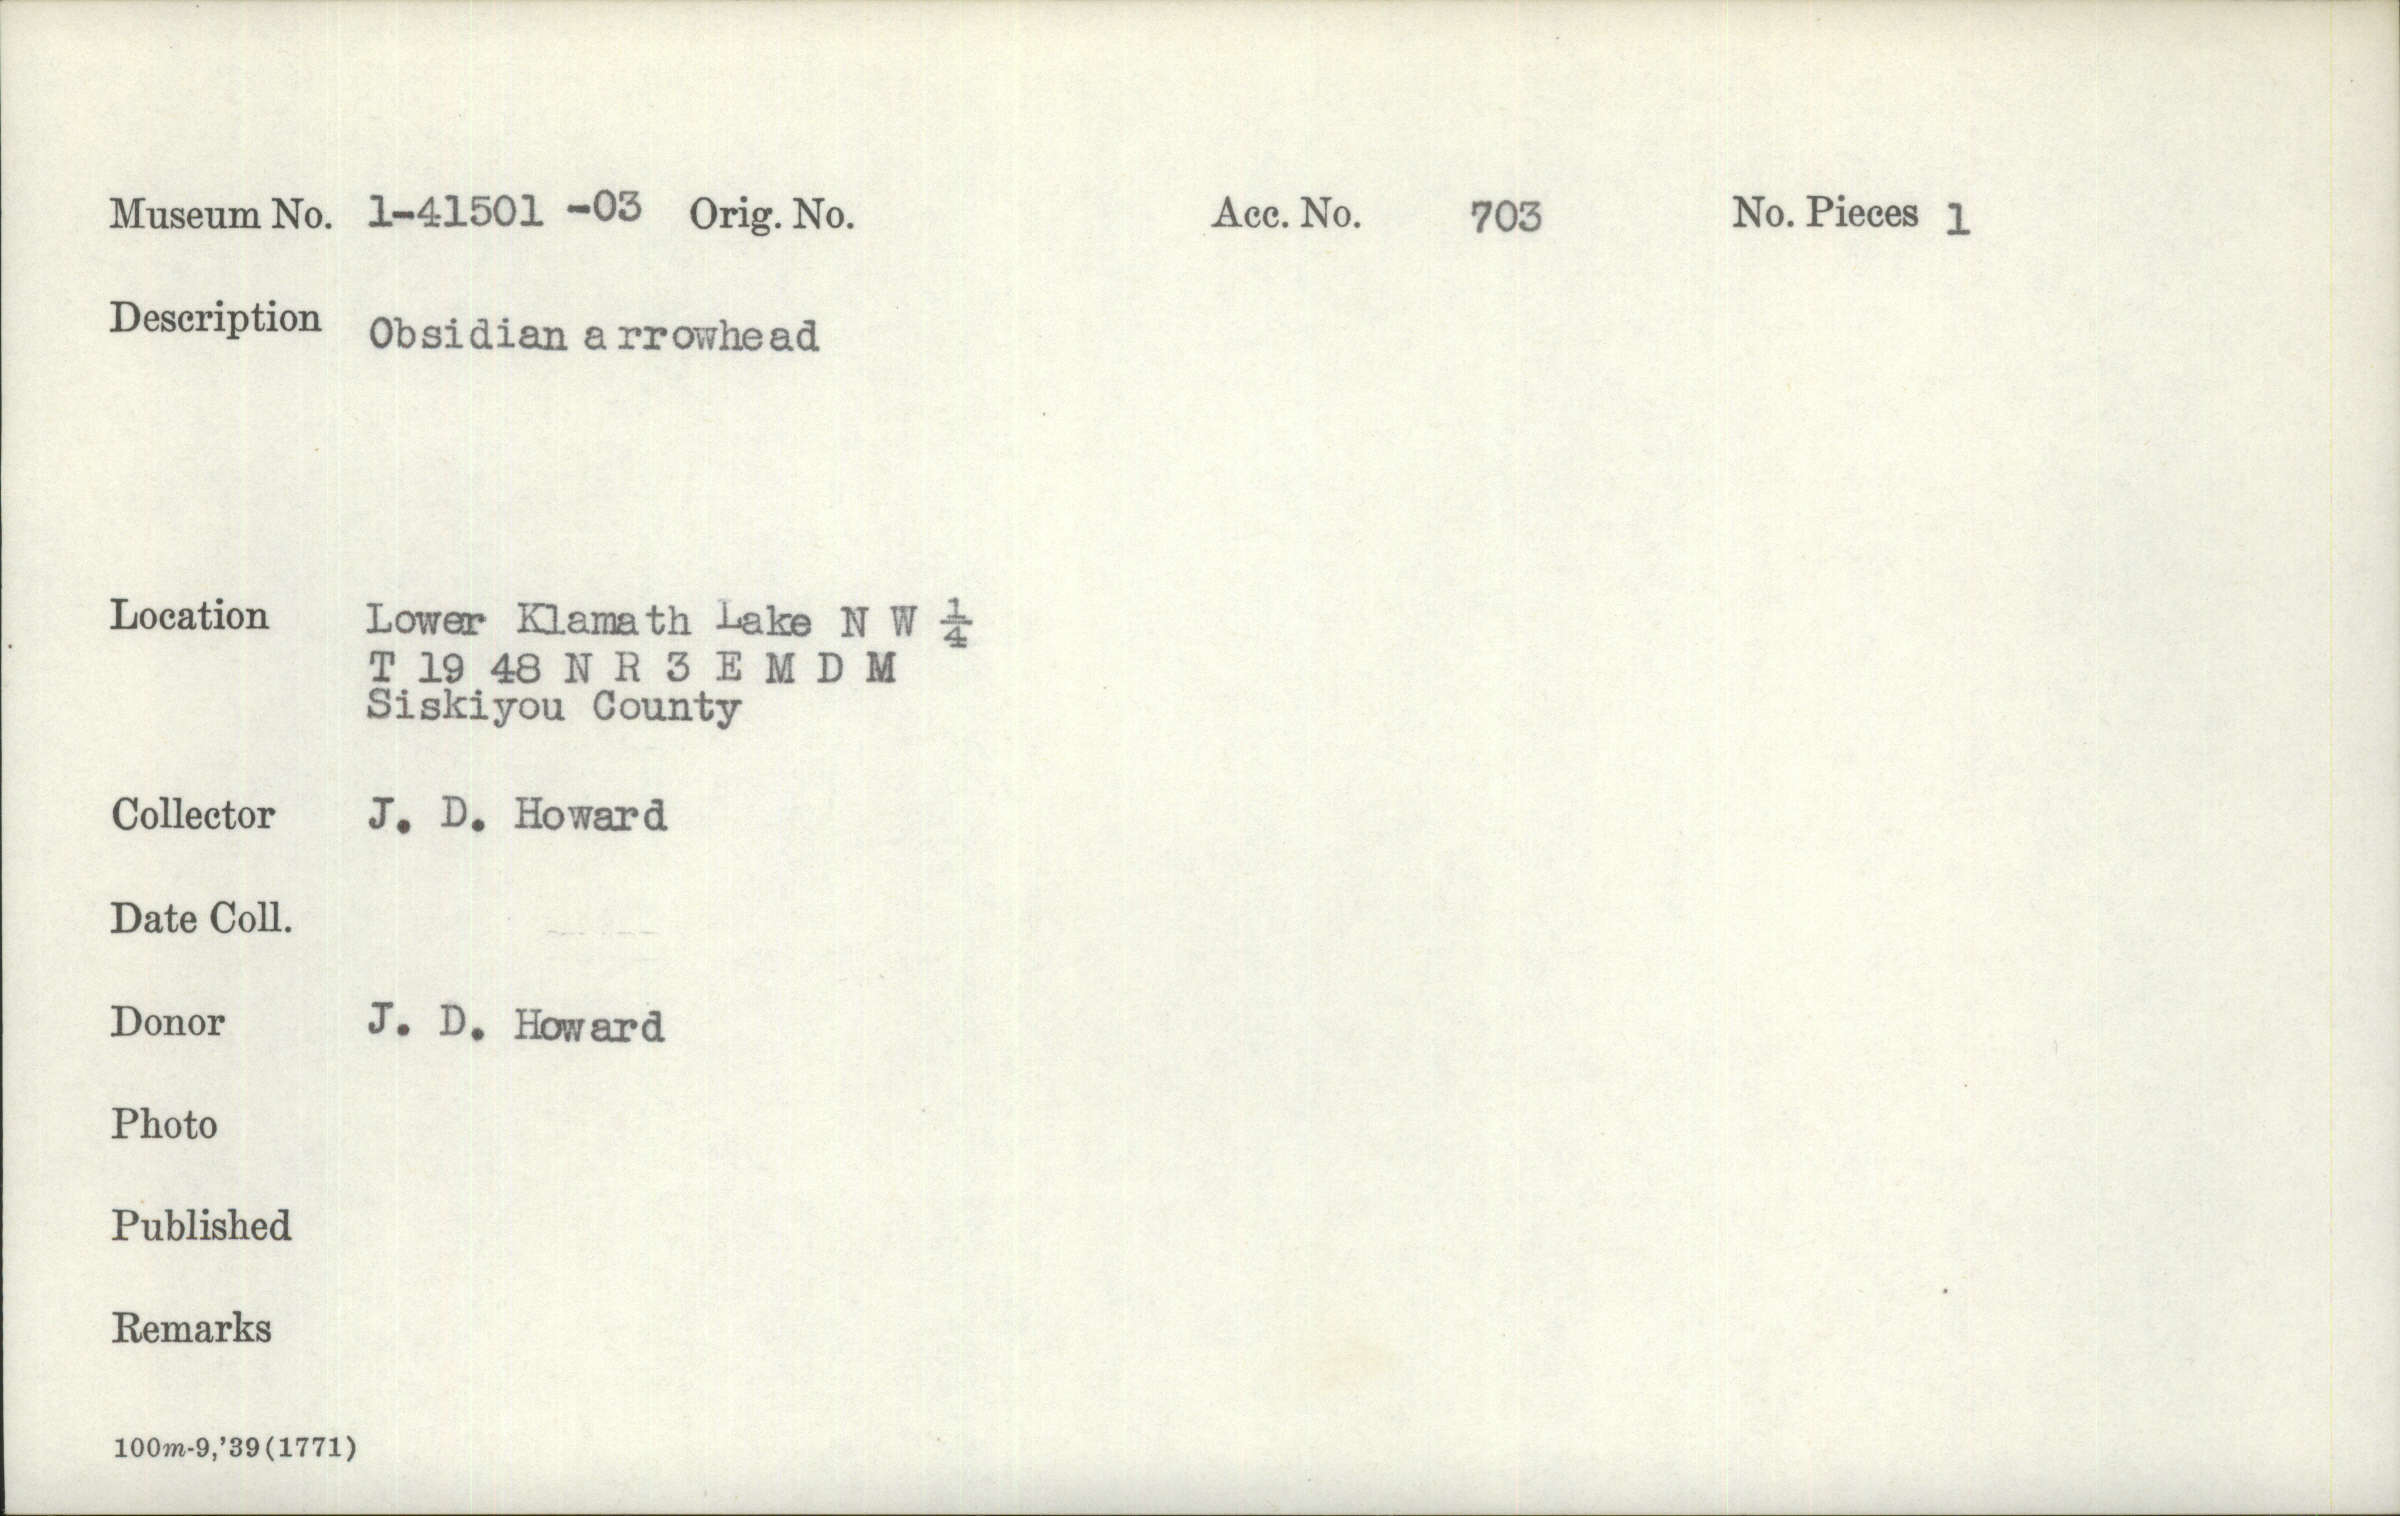 Museum No. 1-41501 -03 Orig. No. Acc. No. 703 No. Pieces 1
Description Obsidian arrowhead
Location Lower Klamath Lake N W 1/4
T 19 48 N R 3 E M D M
Siskiyou County
Collector J. D. Howard
Date Coll.
Donor J. D. Howard
Photo
Published
Remarks
100m-9,'39(1771)